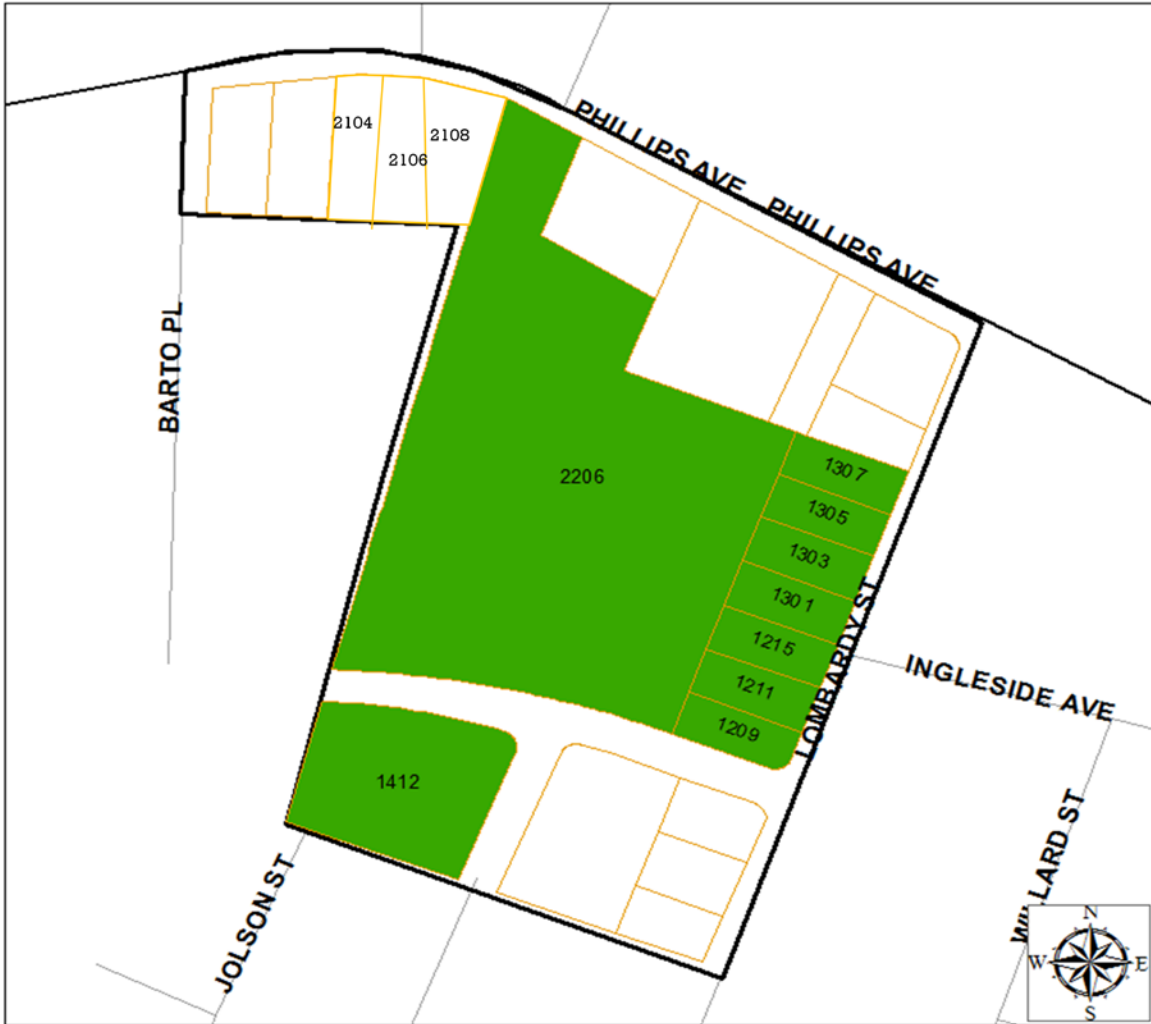 2104
2108
2106
PHILLIPS AVE
PHILLIPS AVE
BARTO PL
2206
1307
1305
1303
1301
1215
1211
1209
LOMBARDY ST
INGLESIDE AVE
1412
JOLSON ST
WILLARD ST
N
W
E
S